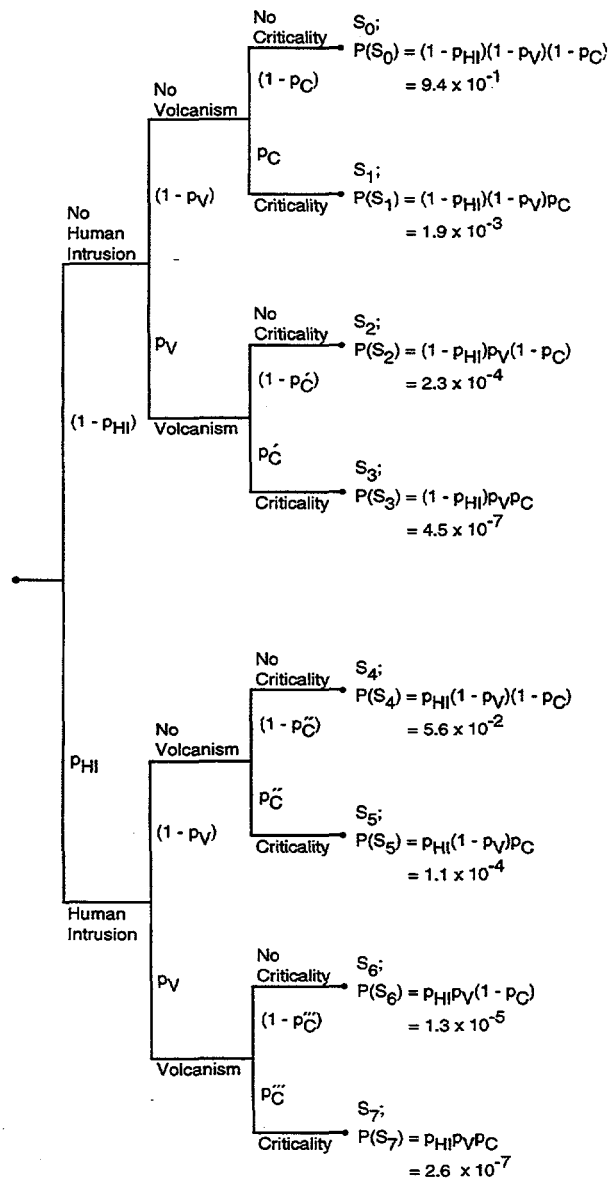 No
Criticality
S0;
P(S0) = (1 - pHI)(1 - pV)(1 - pC)
= 9.4 x 10^-1
(1 - pC)
No
Volcanism
pC
S1;
P(S1) = (1 - pHI)(1 - pV)pC
= 1.9 x 10^-3
Criticality
(1 - pV)
No
Human
Intrusion
No
Criticality
S2;
P(S2) = (1 - pHI)pV(1 - pC)
= 2.3 x 10^-4
pV
(1 - pC′)
Volcanism
(1 - pHI)
pC′
S3;
P(S3) = (1 - pHI)pVpC
= 4.5 x 10^-7
Criticality
No
Criticality
S4;
P(S4) = pHI(1 - pV)(1 - pC)
= 5.6 x 10^-2
No
Volcanism
(1 - pC″)
pHI
pC″
S5;
P(S5) = pHI(1 - pV)pC
= 1.1 x 10^-4
(1 - pV)
Criticality
Human
Intrusion
No
Criticality
S6;
P(S6) = pHIpV(1 - pC)
= 1.3 x 10^-5
pV
(1 - pC‴)
Volcanism
pC‴
S7;
P(S7) = pHIpVpC
= 2.6 x 10^-7
Criticality